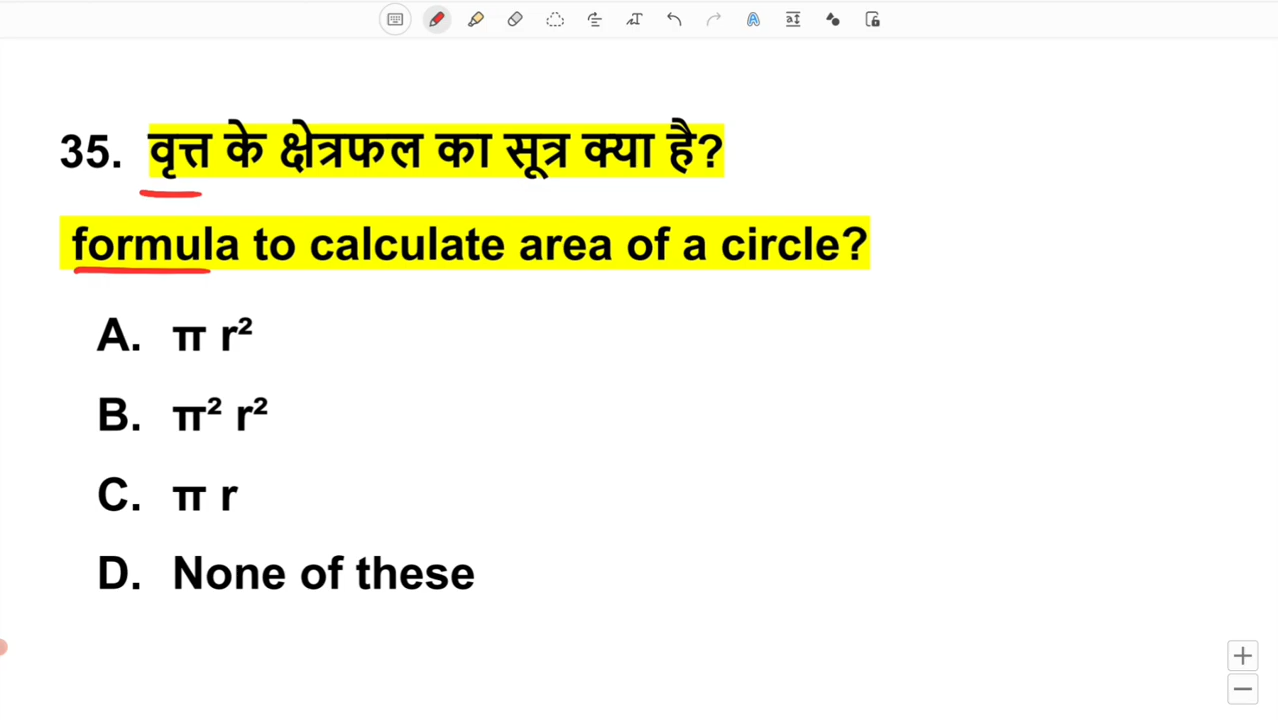 35. वृत्त के क्षेत्रफल का सूत्र क्या है?
formula to calculate area of a circle?
A. π r²
B. π² r²
C. π r
D. None of these